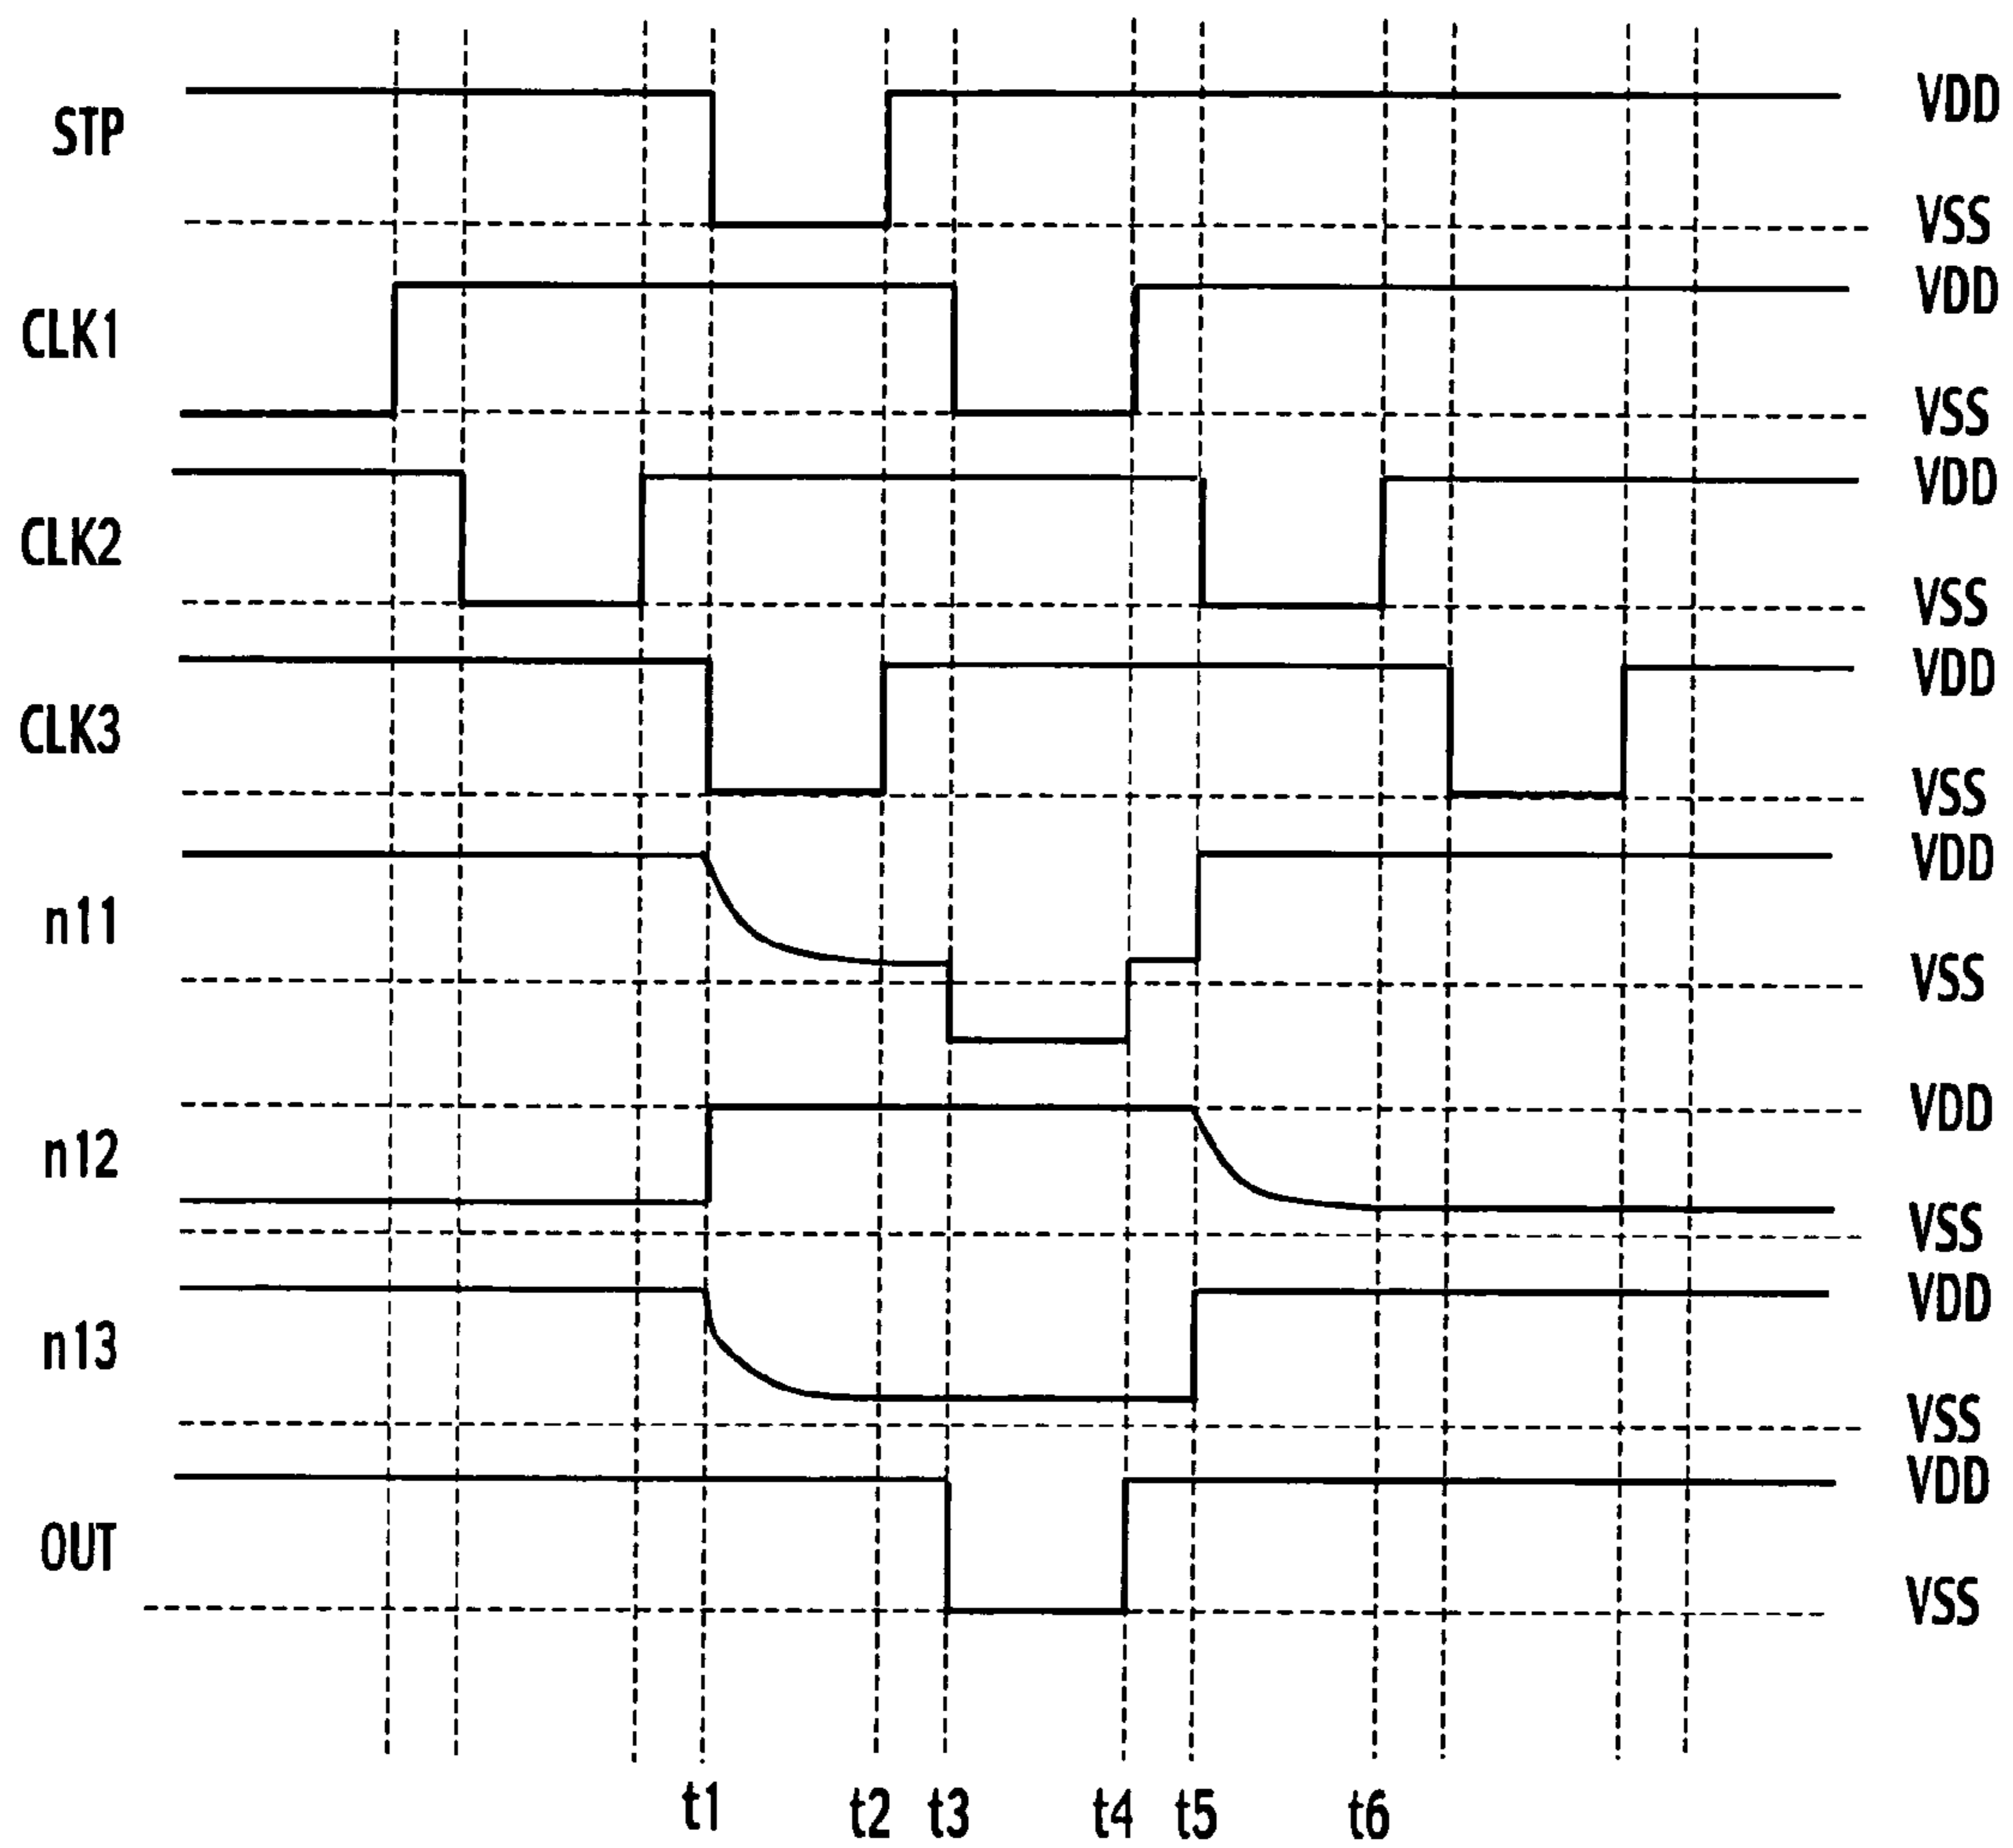 STP
VDD
VSS
CLK1
VDD
VSS
CLK2
VDD
VSS
CLK3
VDD
VSS
n11
VDD
VSS
n12
VDD
VSS
n13
VDD
VSS
OUT
VDD
VSS
t1 t2 t3 t4 t5 t6